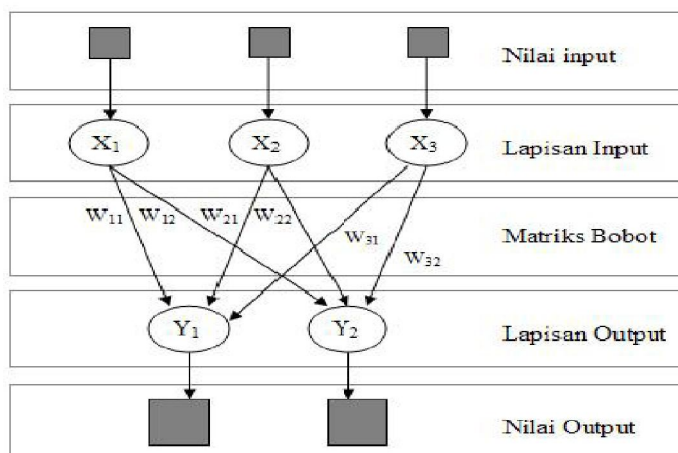 Nilai input
X₁ X₂ X₃
Lapisan Input
W₁₁ W₁₂ W₂₁ W₂₂ W₃₁ W₃₂
Matriks Bobot
Y₁ Y₂
Lapisan Output
Nilai Output